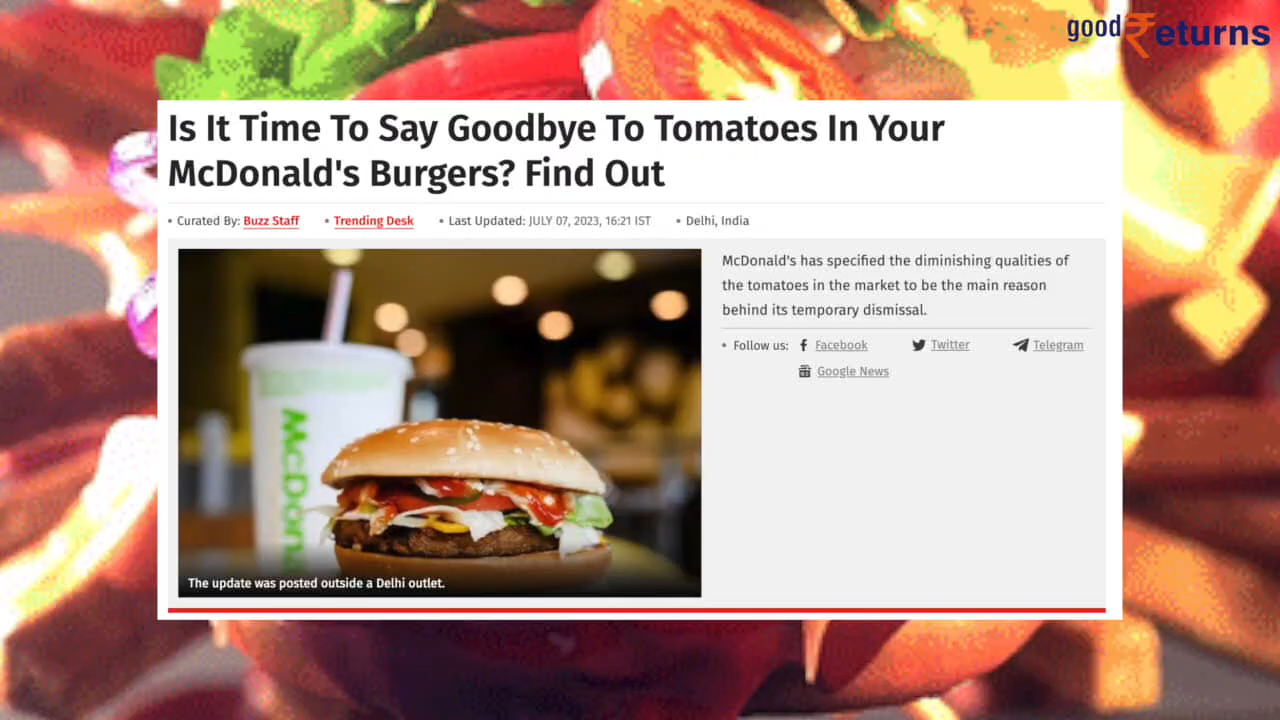 good₹eturns
Is It Time To Say Goodbye To Tomatoes In Your
McDonald's Burgers? Find Out
• Curated By: Buzz Staff • Trending Desk • Last Updated: JULY 07, 2023, 16:21 IST • Delhi, India
McDonald's has specified the diminishing qualities of
the tomatoes in the market to be the main reason
behind its temporary dismissal.
• Follow us: Facebook Twitter Telegram
Google News
McDona
The update was posted outside a Delhi outlet.